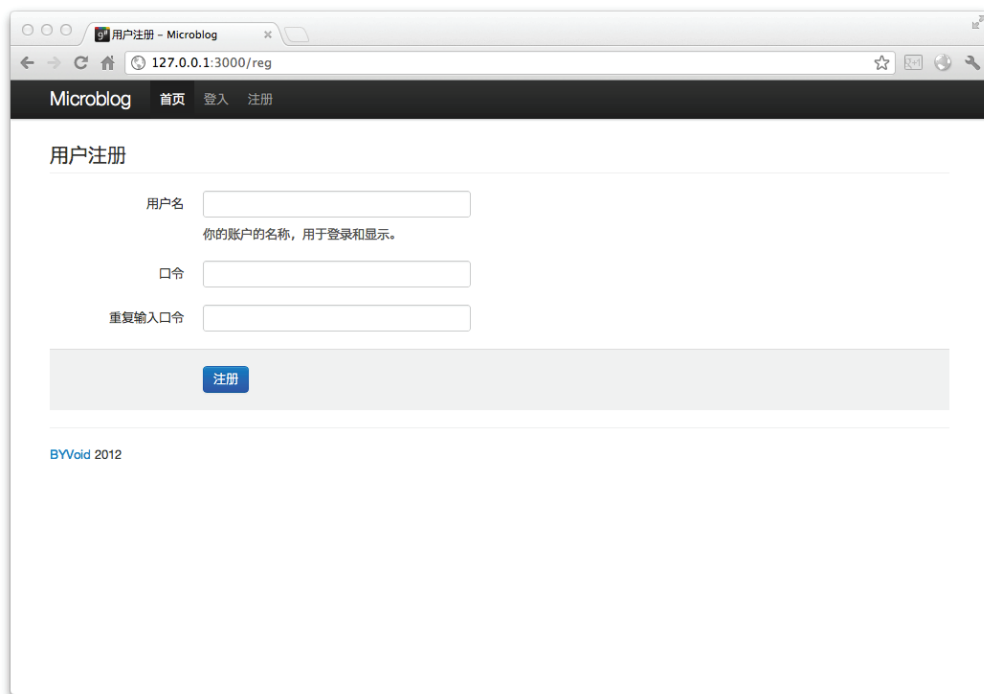 用户注册 – Microblog
127.0.0.1:3000/reg
Microblog 首页 登入 注册
用户注册
用户名
你的账户的名称，用于登录和显示。
口令
重复输入口令
注册
BYVoid 2012